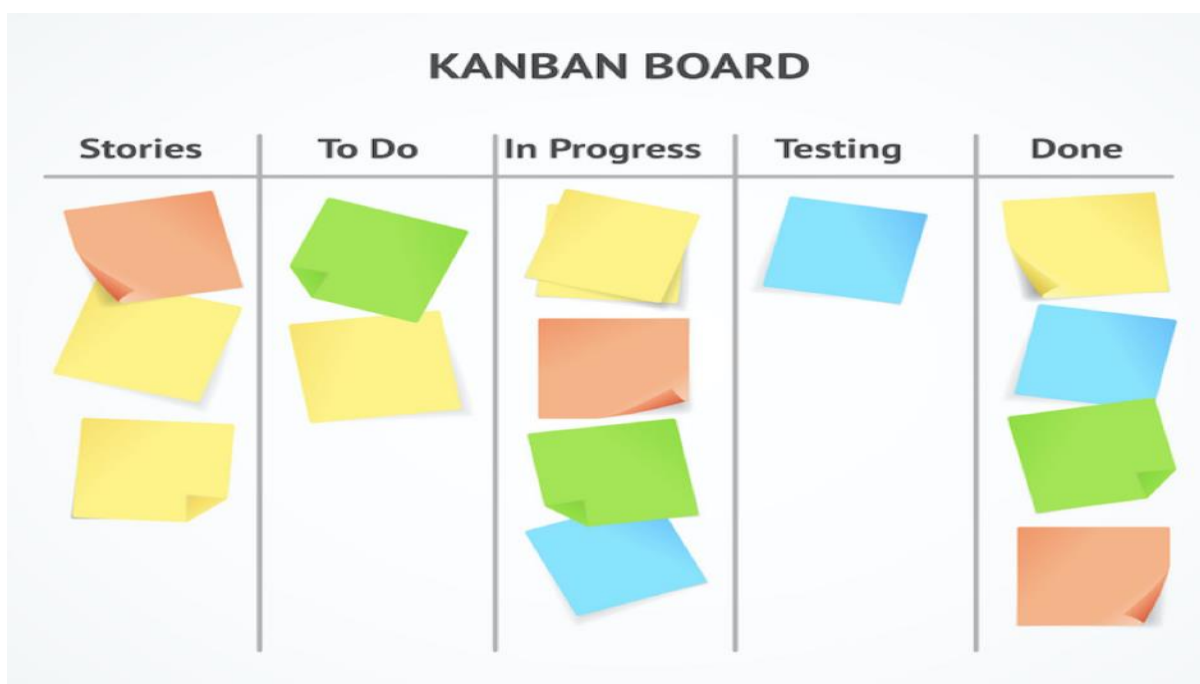 KANBAN BOARD
Stories
To Do
In Progress
Testing
Done